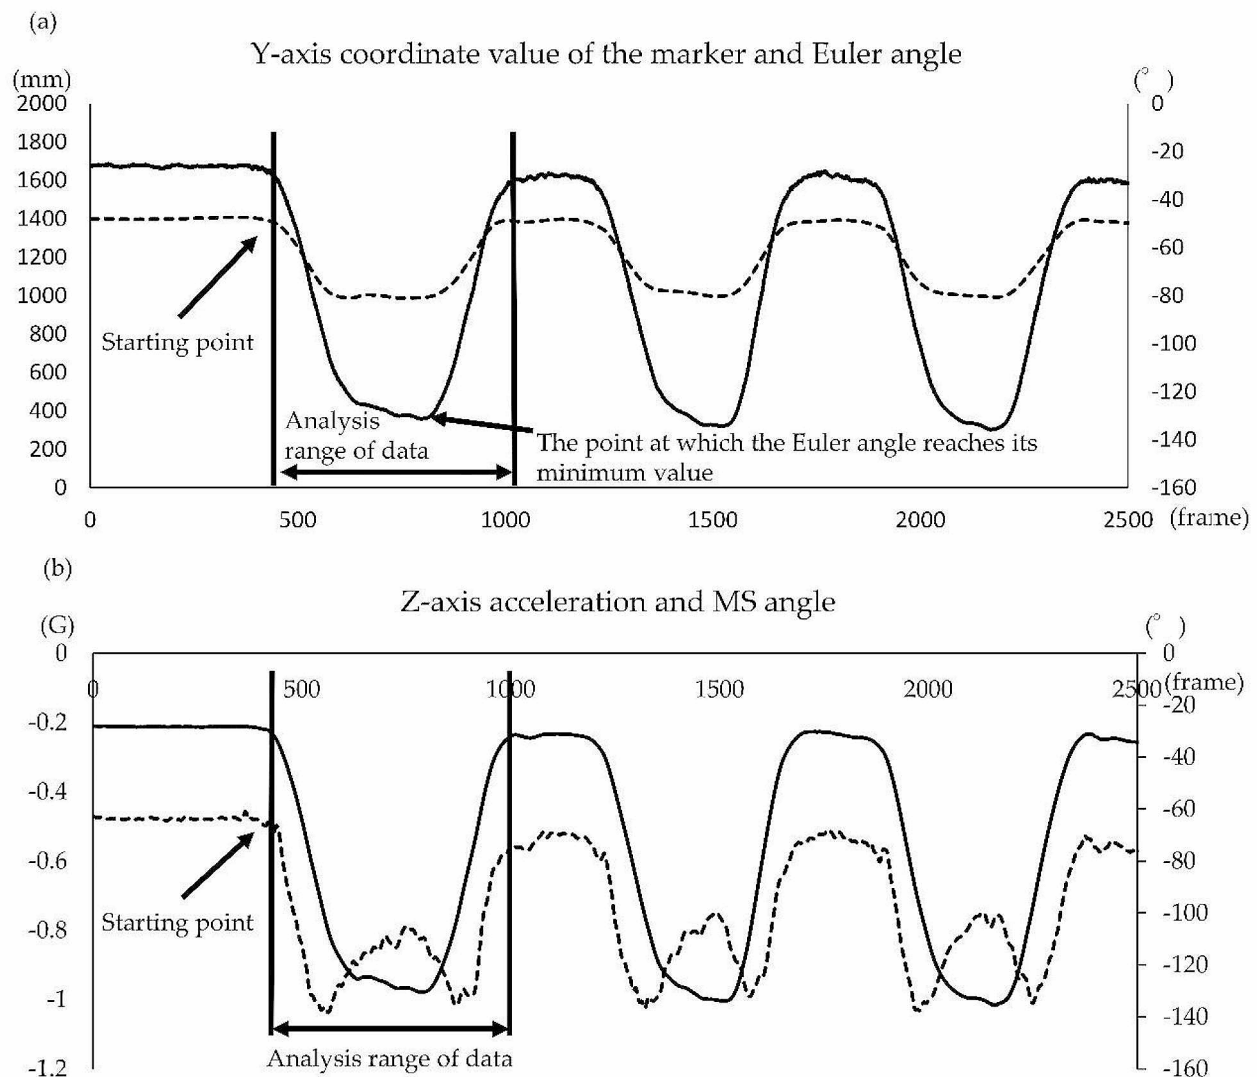 (a)
Y-axis coordinate value of the marker and Euler angle
(mm)
(° )
2000
0
1800
-20
1600
-40
1400
-60
1200
1000
-80
Starting point
800
-100
600
-120
400
Analysis
range of data
The point at which the Euler angle reaches its
minimum value
-140
200
0
-160
0 500 1000 1500 2000 2500 (frame)
(b)
Z-axis acceleration and MS angle
(G)
(° )
0
0
0 500 1000 1500 2000 2500 (frame)
-20
-0.2
-40
-0.4
-60
-0.6
-80
Starting point
-100
-0.8
-120
-1
-140
Analysis range of data
-1.2
-160